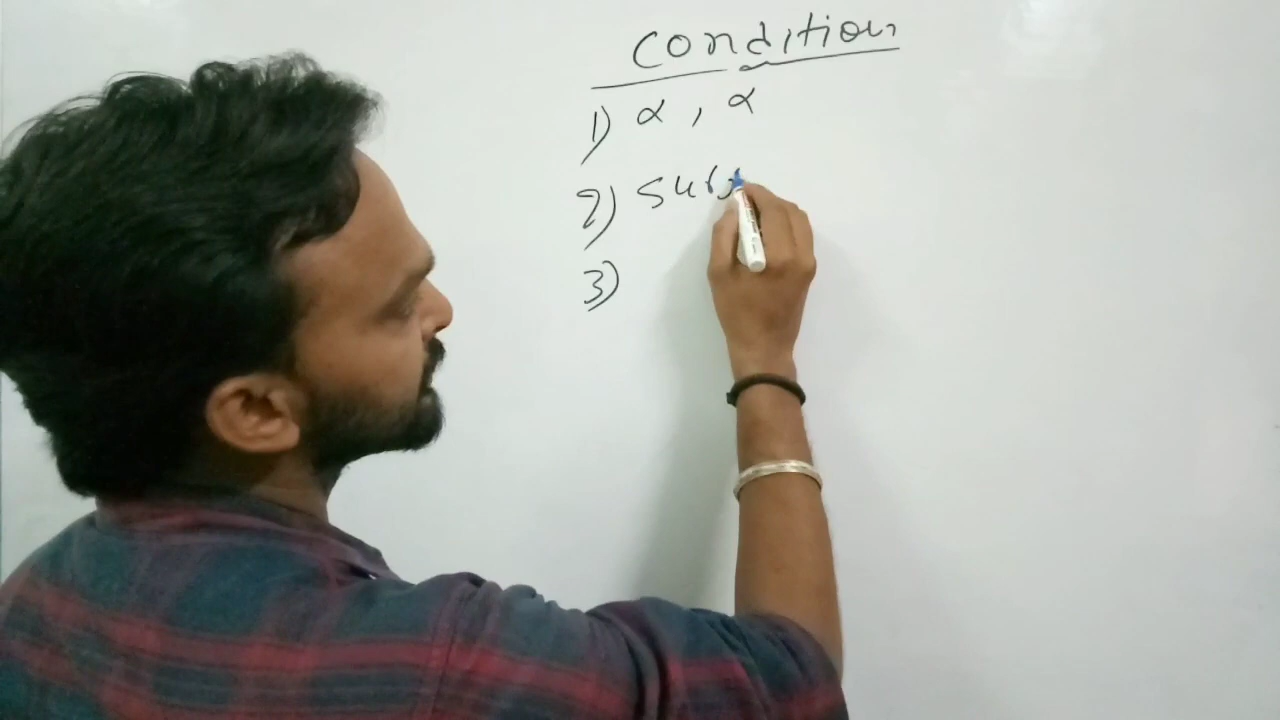 Condition
1) α, α
2) Sub
3)